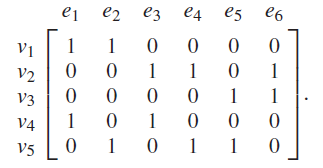 e1 e2 e3 e4 e5 e6
v1 1 1 0 0 0 0
v2 0 0 1 1 0 1
v3 0 0 0 0 1 1
v4 1 0 1 0 0 0
v5 0 1 0 1 1 0 .